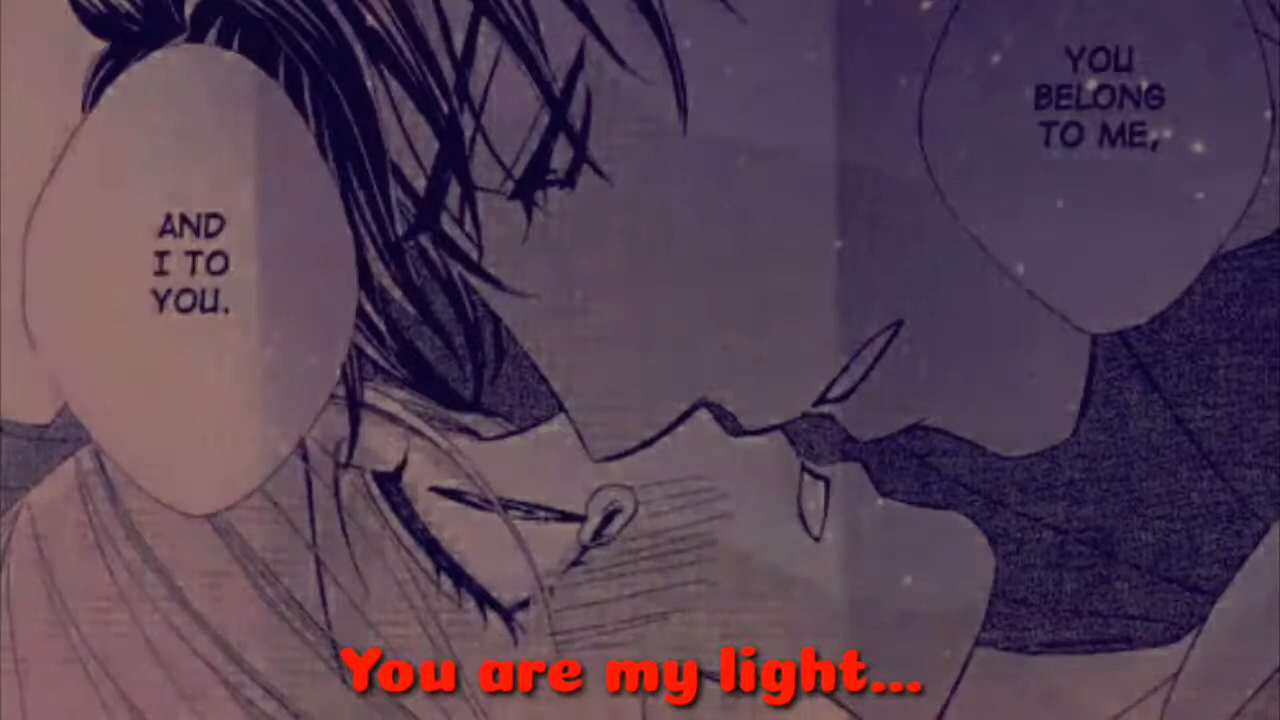 YOU
BELONG
TO ME,
AND
I TO
YOU.
You are my light...